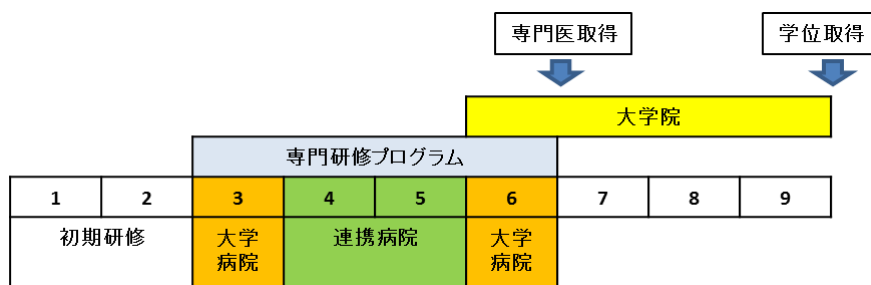 専門医取得
学位取得
大学院
専門研修プログラム
1 2 3 4 5 6 7 8 9
初期研修
大学
病院
連携病院
大学
病院